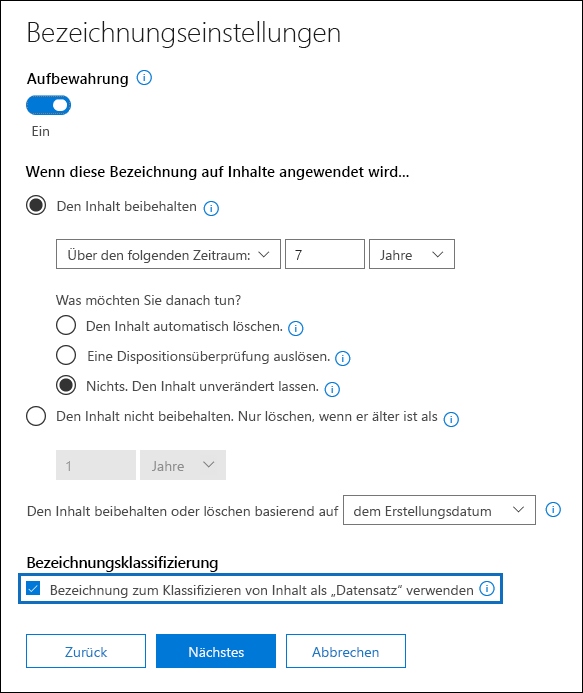 Bezeichnungseinstellungen
Aufbewahrung
Ein
Wenn diese Bezeichnung auf Inhalte angewendet wird...
Den Inhalt beibehalten
Über den folgenden Zeitraum: 7 Jahre
Was möchten Sie danach tun?
Den Inhalt automatisch löschen.
Eine Dispositionsüberprüfung auslösen.
Nichts. Den Inhalt unverändert lassen.
Den Inhalt nicht beibehalten. Nur löschen, wenn er älter ist als
1 Jahre
Den Inhalt beibehalten oder löschen basierend auf dem Erstellungsdatum
Bezeichnungsklassifizierung
Bezeichnung zum Klassifizieren von Inhalt als „Datensatz“ verwenden
Zurück Nächstes Abbrechen